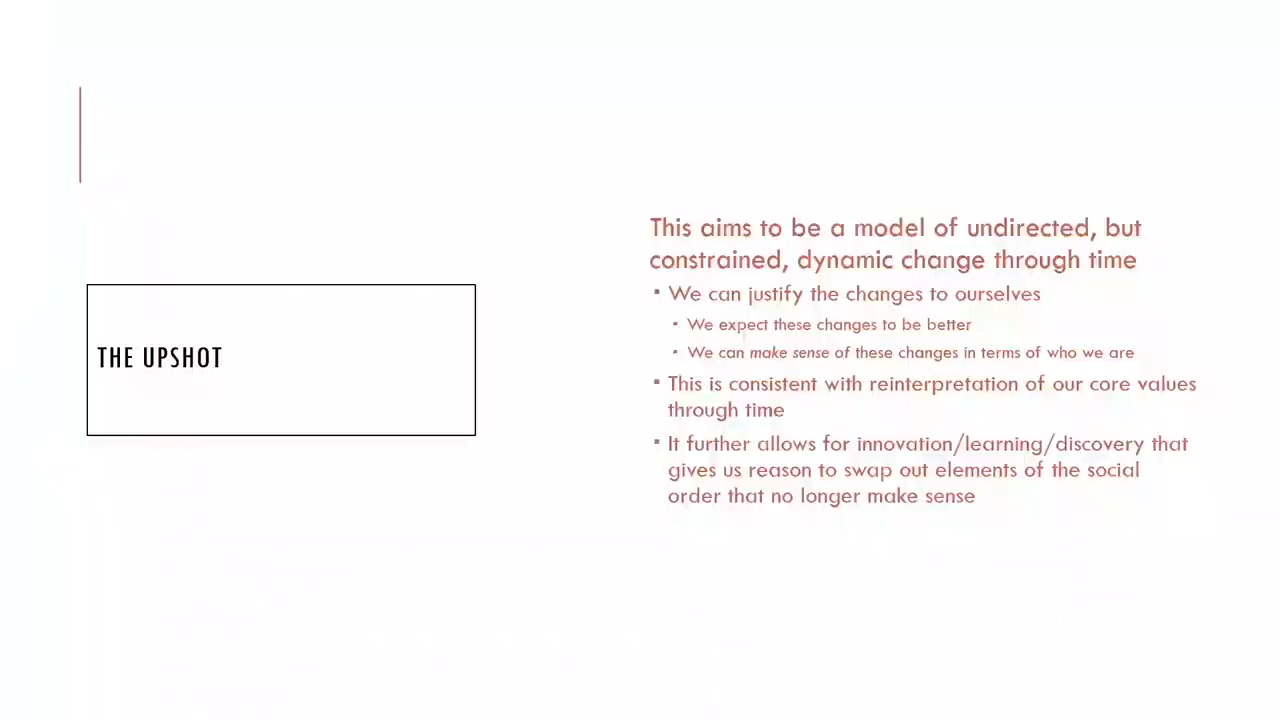 THE UPSHOT
This aims to be a model of undirected, but
constrained, dynamic change through time
▪ We can justify the changes to ourselves
▪ We expect these changes to be better
▪ We can make sense of these changes in terms of who we are
▪ This is consistent with reinterpretation of our core values
through time
▪ It further allows for innovation/learning/discovery that
gives us reason to swap out elements of the social
order that no longer make sense